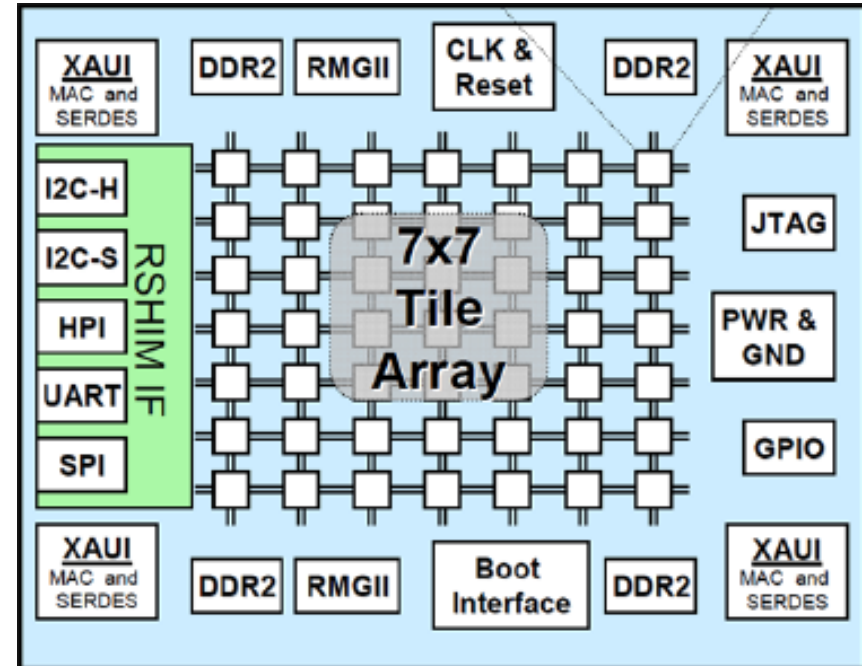 XAUI
MAC and
SERDES
DDR2
RMGII
CLK &
Reset
DDR2
XAUI
MAC and
SERDES
I2C-H
I2C-S
HPI
UART
SPI
RSHIM IF
7x7
Tile
Array
JTAG
PWR &
GND
GPIO
XAUI
MAC and
SERDES
DDR2
RMGII
Boot
Interface
DDR2
XAUI
MAC and
SERDES